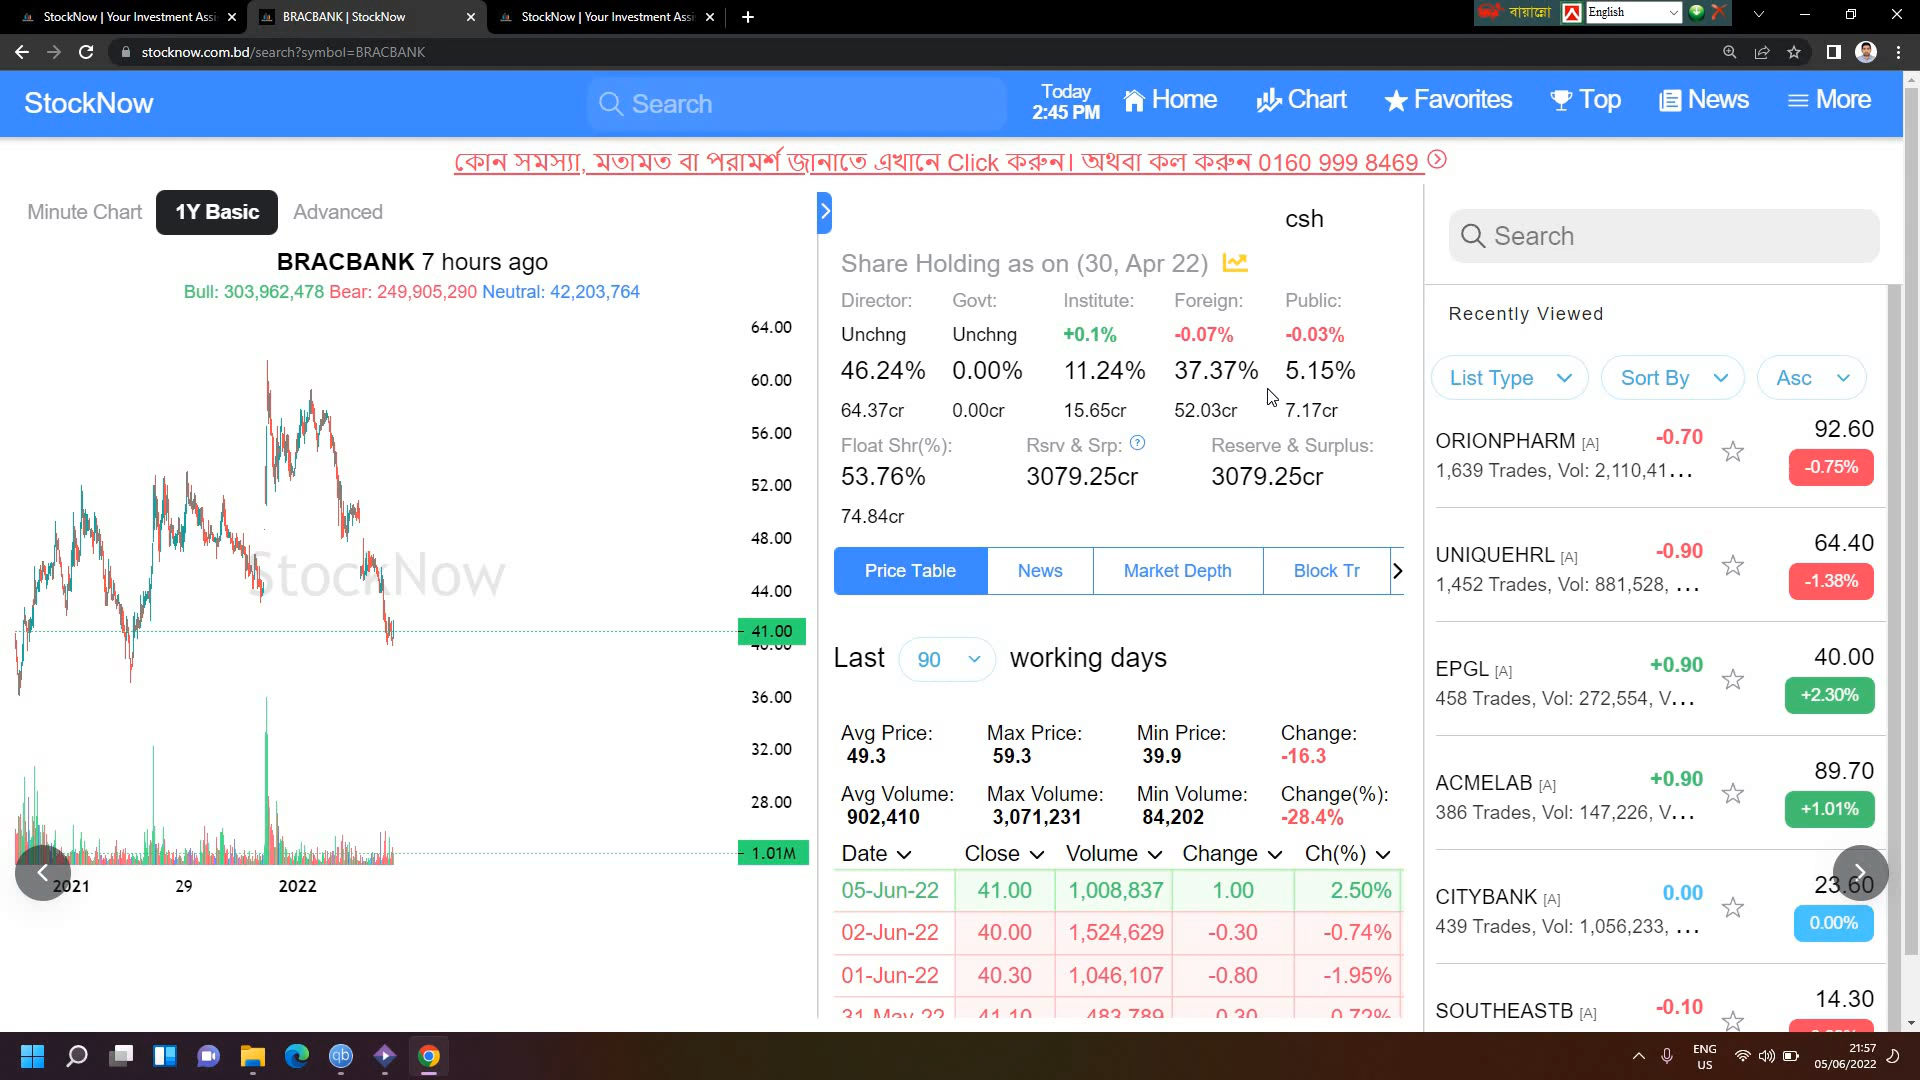 StockNow | Your Investment Assi
BRACBANK | StockNow
StockNow | Your Investment Assi
বায়ান্নো
English
stocknow.com.bd/search?symbol=BRACBANK
StockNow
Search
Today
2:45 PM
Home
Chart
Favorites
Top
News
More
কোন সমস্যা, মতামত বা পরামর্শ জানাতে এখানে Click করুন। অথবা কল করুন 0160 999 8469
Minute Chart
1Y Basic
Advanced
BRACBANK 7 hours ago
Bull: 303,962,478 Bear: 249,905,290 Neutral: 42,203,764
64.00
60.00
56.00
52.00
48.00
44.00
41.00
40.00
36.00
32.00
28.00
1.01M
StockNow
2021
29
2022
csh
Share Holding as on (30, Apr 22)
Director: Govt: Institute: Foreign: Public:
Unchng Unchng +0.1% -0.07% -0.03%
46.24% 0.00% 11.24% 37.37% 5.15%
64.37cr 0.00cr 15.65cr 52.03cr 7.17cr
Float Shr(%): Rsrv & Srp: Reserve & Surplus:
53.76% 3079.25cr 3079.25cr
74.84cr
Price Table News Market Depth Block Tr
Last 90 working days
Avg Price: Max Price: Min Price: Change:
49.3 59.3 39.9 -16.3
Avg Volume: Max Volume: Min Volume: Change(%):
902,410 3,071,231 84,202 -28.4%
Date Close Volume Change Ch(%)
05-Jun-22 41.00 1,008,837 1.00 2.50%
02-Jun-22 40.00 1,524,629 -0.30 -0.74%
01-Jun-22 40.30 1,046,107 -0.80 -1.95%
31-May-22 41.10 483,789 0.30 0.72%
Search
Recently Viewed
List Type
Sort By
Asc
ORIONPHARM [A] -0.70 92.60
1,639 Trades, Vol: 2,110,41... -0.75%
UNIQUEHRL [A] -0.90 64.40
1,452 Trades, Vol: 881,528, ... -1.38%
EPGL [A] +0.90 40.00
458 Trades, Vol: 272,554, V... +2.30%
ACMELAB [A] +0.90 89.70
386 Trades, Vol: 147,226, V... +1.01%
CITYBANK [A] 0.00 23.60
439 Trades, Vol: 1,056,233, ... 0.00%
SOUTHEASTB [A] -0.10 14.30
ENG
US
21:57
05/06/2022